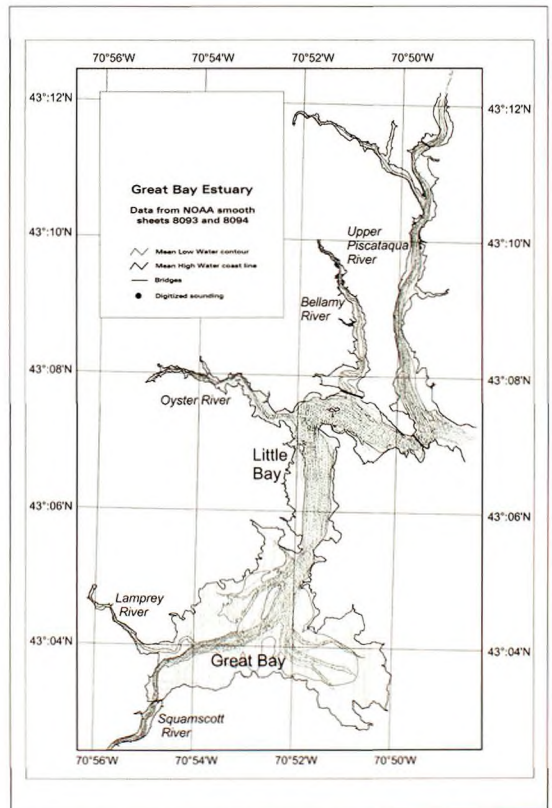 70°56'W 70°54'W 70°52'W 70°50'W
43°:12'N 43°:12'N
Great Bay Estuary
Data from NOAA smooth
sheets 8093 and 8094
Mean Low Water contour
Mean High Water coast line
Bridges
Digitized sounding
43°:10'N 43°:10'N
Upper
Piscataqua
River
Bellamy
River
43°:08'N 43°:08'N
Oyster River
Little
Bay
43°:06'N 43°:06'N
Lamprey
River
43°:04'N 43°:04'N
Great Bay
Squamscott
River
70°56'W 70°54'W 70°52'W 70°50'W